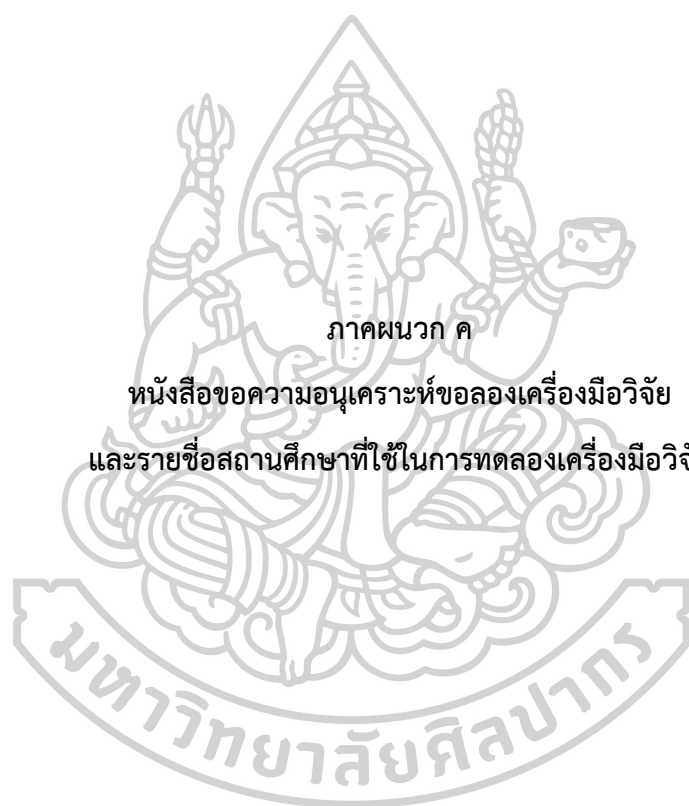 ภาคผนวก ค
หนังสือขอความอนุเคราะห์ขอลองเครื่องมือวิจัย
และรายชื่อสถานศึกษาที่ใช้ในการทดลองเครื่องมือวิจั
มหาวิทยาลัยศิลปากร